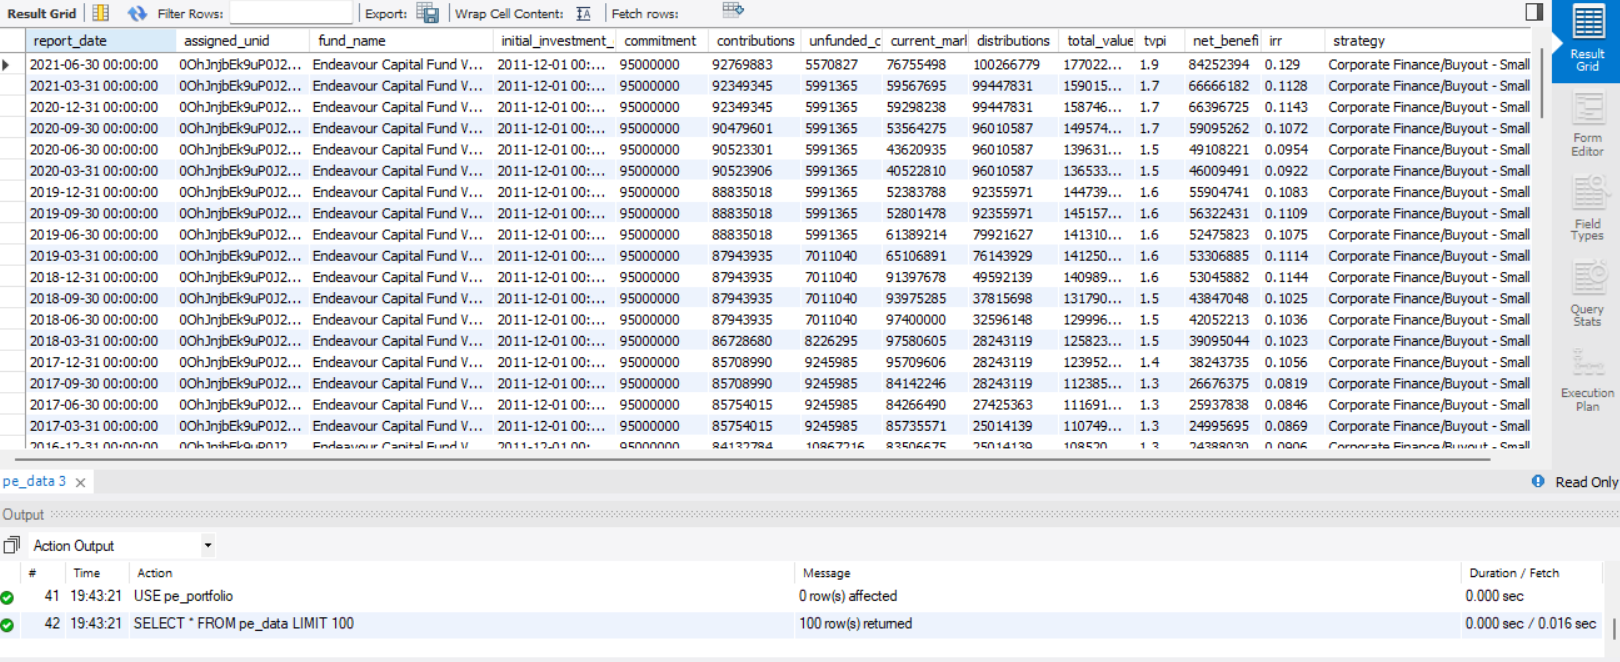 Result Grid Filter Rows: Export: Wrap Cell Content: Fetch rows:
report_date assigned_unid fund_name initial_investment_ commitment contributions unfunded_c current_marl distributions total_value tvpi net_benefi irr strategy
2021-06-30 00:00:00 0OhJnjbEk9uP0J2... Endeavour Capital Fund V... 2011-12-01 00:... 95000000 92769883 5570827 76755498 100266779 177022... 1.9 84252394 0.129 Corporate Finance/Buyout - Small
2021-03-31 00:00:00 0OhJnjbEk9uP0J2... Endeavour Capital Fund V... 2011-12-01 00:... 95000000 92349345 5991365 59567695 99447831 159015... 1.7 66666182 0.1128 Corporate Finance/Buyout - Small
2020-12-31 00:00:00 0OhJnjbEk9uP0J2... Endeavour Capital Fund V... 2011-12-01 00:... 95000000 92349345 5991365 59298238 99447831 158746... 1.7 66396725 0.1143 Corporate Finance/Buyout - Small
2020-09-30 00:00:00 0OhJnjbEk9uP0J2... Endeavour Capital Fund V... 2011-12-01 00:... 95000000 90479601 5991365 53564275 96010587 149574... 1.7 59095262 0.1072 Corporate Finance/Buyout - Small
2020-06-30 00:00:00 0OhJnjbEk9uP0J2... Endeavour Capital Fund V... 2011-12-01 00:... 95000000 90523301 5991365 43620935 96010587 139631... 1.5 49108221 0.0954 Corporate Finance/Buyout - Small
2020-03-31 00:00:00 0OhJnjbEk9uP0J2... Endeavour Capital Fund V... 2011-12-01 00:... 95000000 90523906 5991365 40522810 96010587 136533... 1.5 46009491 0.0922 Corporate Finance/Buyout - Small
2019-12-31 00:00:00 0OhJnjbEk9uP0J2... Endeavour Capital Fund V... 2011-12-01 00:... 95000000 88835018 5991365 52383788 92355971 144739... 1.6 55904741 0.1083 Corporate Finance/Buyout - Small
2019-09-30 00:00:00 0OhJnjbEk9uP0J2... Endeavour Capital Fund V... 2011-12-01 00:... 95000000 88835018 5991365 52801478 92355971 145157... 1.6 56322431 0.1109 Corporate Finance/Buyout - Small
2019-06-30 00:00:00 0OhJnjbEk9uP0J2... Endeavour Capital Fund V... 2011-12-01 00:... 95000000 88835018 5991365 61389214 79921627 141310... 1.6 52475823 0.1075 Corporate Finance/Buyout - Small
2019-03-31 00:00:00 0OhJnjbEk9uP0J2... Endeavour Capital Fund V... 2011-12-01 00:... 95000000 87943935 7011040 65106891 76143929 141250... 1.6 53306885 0.1114 Corporate Finance/Buyout - Small
2018-12-31 00:00:00 0OhJnjbEk9uP0J2... Endeavour Capital Fund V... 2011-12-01 00:... 95000000 87943935 7011040 91397678 49592139 140989... 1.6 53045882 0.1144 Corporate Finance/Buyout - Small
2018-09-30 00:00:00 0OhJnjbEk9uP0J2... Endeavour Capital Fund V... 2011-12-01 00:... 95000000 87943935 7011040 93975285 37815698 131790... 1.5 43847048 0.1025 Corporate Finance/Buyout - Small
2018-06-30 00:00:00 0OhJnjbEk9uP0J2... Endeavour Capital Fund V... 2011-12-01 00:... 95000000 87943935 7011040 97400000 32596148 129996... 1.5 42052213 0.1036 Corporate Finance/Buyout - Small
2018-03-31 00:00:00 0OhJnjbEk9uP0J2... Endeavour Capital Fund V... 2011-12-01 00:... 95000000 86728680 8226295 97580605 28243119 125823... 1.5 39095044 0.1023 Corporate Finance/Buyout - Small
2017-12-31 00:00:00 0OhJnjbEk9uP0J2... Endeavour Capital Fund V... 2011-12-01 00:... 95000000 85708990 9245985 95709606 28243119 123952... 1.4 38243735 0.1056 Corporate Finance/Buyout - Small
2017-09-30 00:00:00 0OhJnjbEk9uP0J2... Endeavour Capital Fund V... 2011-12-01 00:... 95000000 85708990 9245985 84142246 28243119 112385... 1.3 26676375 0.0819 Corporate Finance/Buyout - Small
2017-06-30 00:00:00 0OhJnjbEk9uP0J2... Endeavour Capital Fund V... 2011-12-01 00:... 95000000 85754015 9245985 84266490 27425363 111691... 1.3 25937838 0.0846 Corporate Finance/Buyout - Small
2017-03-31 00:00:00 0OhJnjbEk9uP0J2... Endeavour Capital Fund V... 2011-12-01 00:... 95000000 85754015 9245985 85735571 25014139 110749... 1.3 24995695 0.0869 Corporate Finance/Buyout - Small
2016-12-31 00:00:00 0OhJnjbEk9uP0J2 Endeavour Capital Fund V 2011-12-01 00: 95000000 84132784 10867216 83506675 25014139 108520 1.3 24388030 0.0906 Corporate Finance/Buyout - Small
Result
Grid
Form
Editor
Field
Types
Query
Stats
Execution
Plan
pe_data 3
Read Only
Output
Action Output
# Time Action Message Duration / Fetch
41 19:43:21 USE pe_portfolio 0 row(s) affected 0.000 sec
42 19:43:21 SELECT * FROM pe_data LIMIT 100 100 row(s) returned 0.000 sec / 0.016 sec